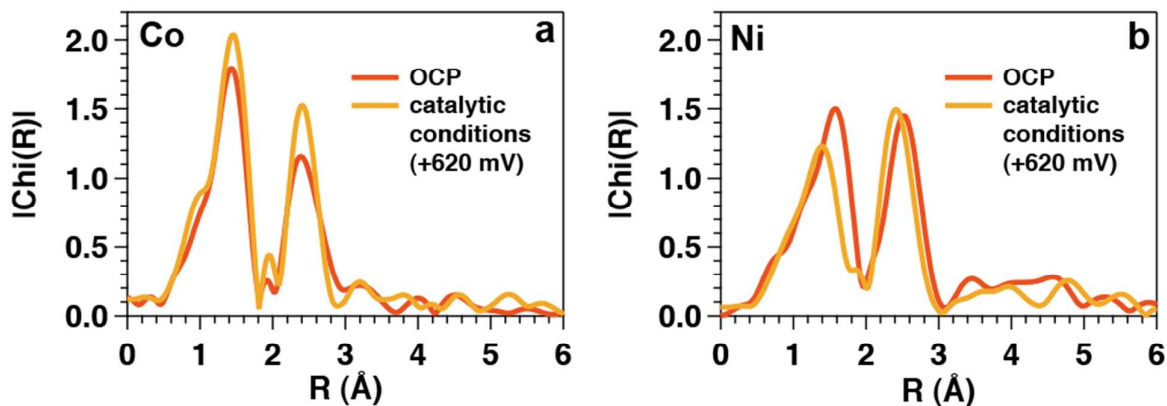 Co
a
OCP
catalytic
conditions
(+620 mV)
|Chi(R)|
2.0
1.5
1.0
0.5
0.0
0 1 2 3 4 5 6
R (Å)
Ni
b
OCP
catalytic
conditions
(+620 mV)
|Chi(R)|
2.0
1.5
1.0
0.5
0.0
0 1 2 3 4 5 6
R (Å)